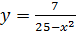 y = 7 / (25 − x²)